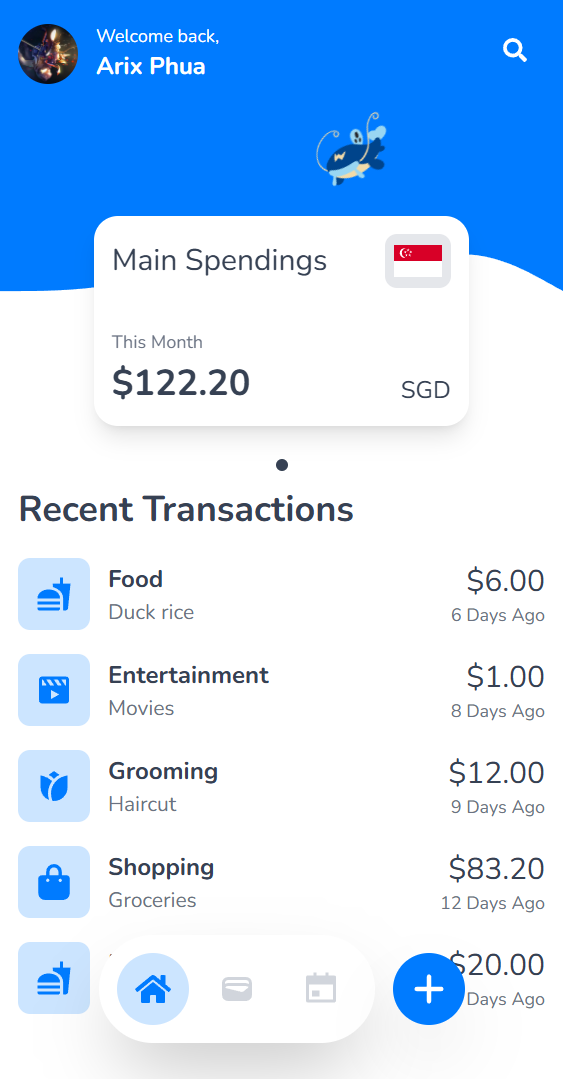 Welcome back,
Arix Phua
Main Spendings
This Month
$122.20
SGD
Recent Transactions
Food
$6.00
Duck rice
6 Days Ago
Entertainment
$1.00
Movies
8 Days Ago
Grooming
$12.00
Haircut
9 Days Ago
Shopping
$83.20
Groceries
12 Days Ago
$20.00
Days Ago